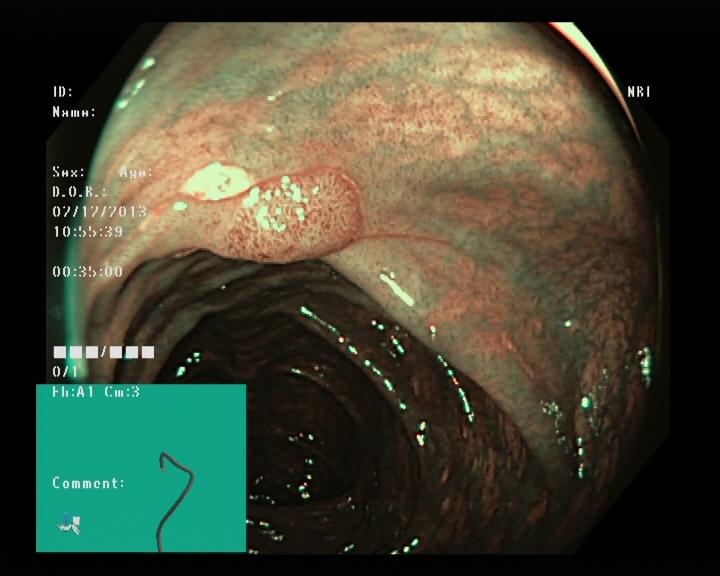 ID:
NBI
Name:
Sex: Age:
D.O.B.:
02/12/2013
10:55:39
00:35:00
■■■/■■■
0/1
Eh:A1 Cm:3
Comment: